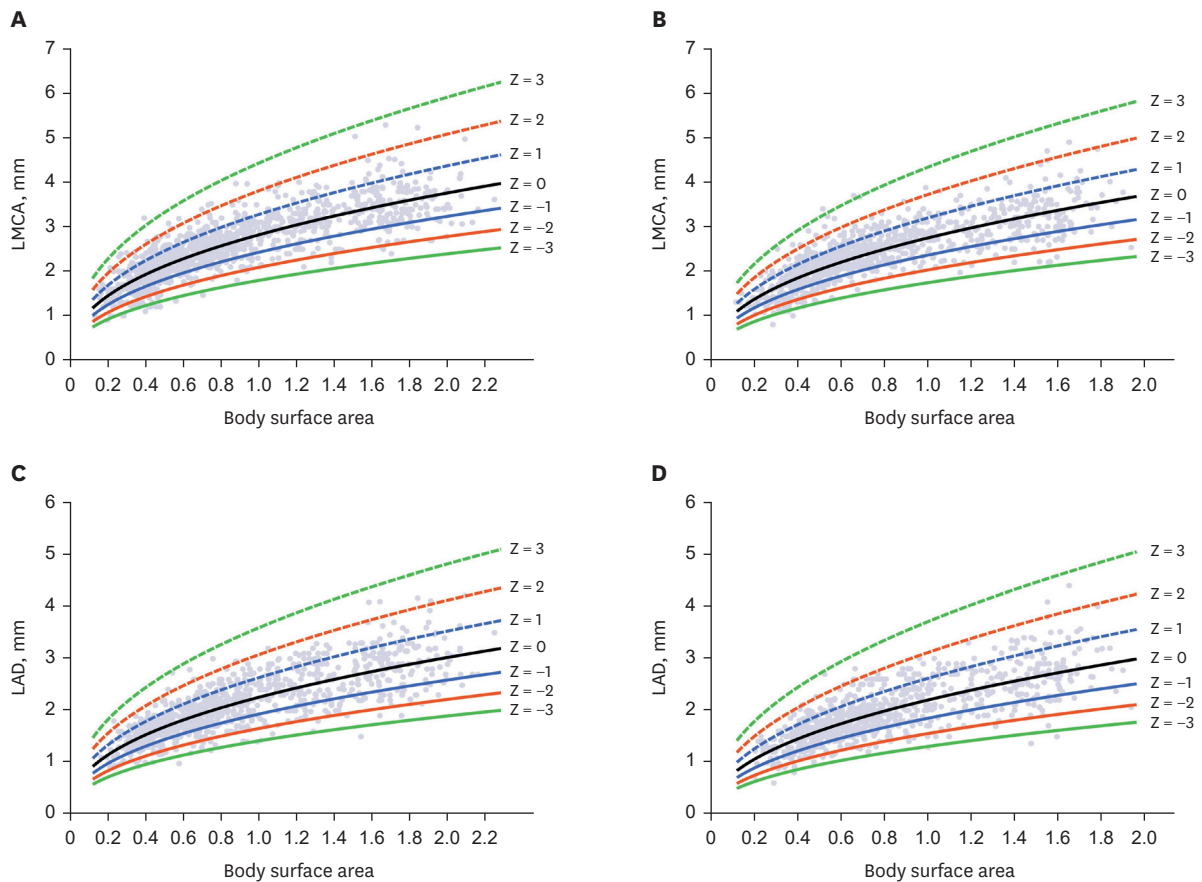 A
LMCA, mm
7
6
5
4
3
2
1
0
0 0.2 0.4 0.6 0.8 1.0 1.2 1.4 1.6 1.8 2.0 2.2
Body surface area
Z = 3
Z = 2
Z = 1
Z = 0
Z = −1
Z = −2
Z = −3
B
LMCA, mm
7
6
5
4
3
2
1
0
0 0.2 0.4 0.6 0.8 1.0 1.2 1.4 1.6 1.8 2.0
Body surface area
Z = 3
Z = 2
Z = 1
Z = 0
Z = −1
Z = −2
Z = −3
C
LAD, mm
6
5
4
3
2
1
0
0 0.2 0.4 0.6 0.8 1.0 1.2 1.4 1.6 1.8 2.0 2.2
Body surface area
Z = 3
Z = 2
Z = 1
Z = 0
Z = −1
Z = −2
Z = −3
D
LAD, mm
6
5
4
3
2
1
0
0 0.2 0.4 0.6 0.8 1.0 1.2 1.4 1.6 1.8 2.0
Body surface area
Z = 3
Z = 2
Z = 1
Z = 0
Z = −1
Z = −2
Z = −3